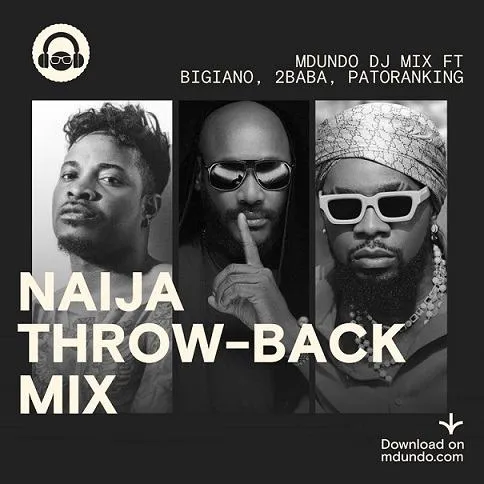 MDUNDO DJ MIX FT
BIGIANO, 2BABA, PATORANKING
NAIJA
THROW-BACK
MIX
Download on
mdundo.com